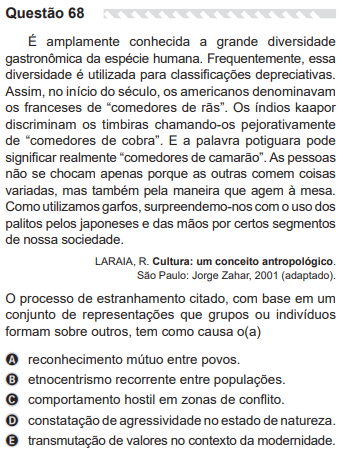 Questão 68
É amplamente conhecida a grande diversidade
gastronômica da espécie humana. Frequentemente, essa
diversidade é utilizada para classificações depreciativas.
Assim, no início do século, os americanos denominavam
os franceses de “comedores de rãs”. Os índios kaapor
discriminam os timbiras chamando-os pejorativamente
de “comedores de cobra”. E a palavra potiguara pode
significar realmente “comedores de camarão”. As pessoas
não se chocam apenas porque as outras comem coisas
variadas, mas também pela maneira que agem à mesa.
Como utilizamos garfos, surpreendemo-nos com o uso dos
palitos pelos japoneses e das mãos por certos segmentos
de nossa sociedade.
LARAIA, R. Cultura: um conceito antropológico.
São Paulo: Jorge Zahar, 2001 (adaptado).
O processo de estranhamento citado, com base em um
conjunto de representações que grupos ou indivíduos
formam sobre outros, tem como causa o(a)
A reconhecimento mútuo entre povos.
B etnocentrismo recorrente entre populações.
C comportamento hostil em zonas de conflito.
D constatação de agressividade no estado de natureza.
E transmutação de valores no contexto da modernidade.